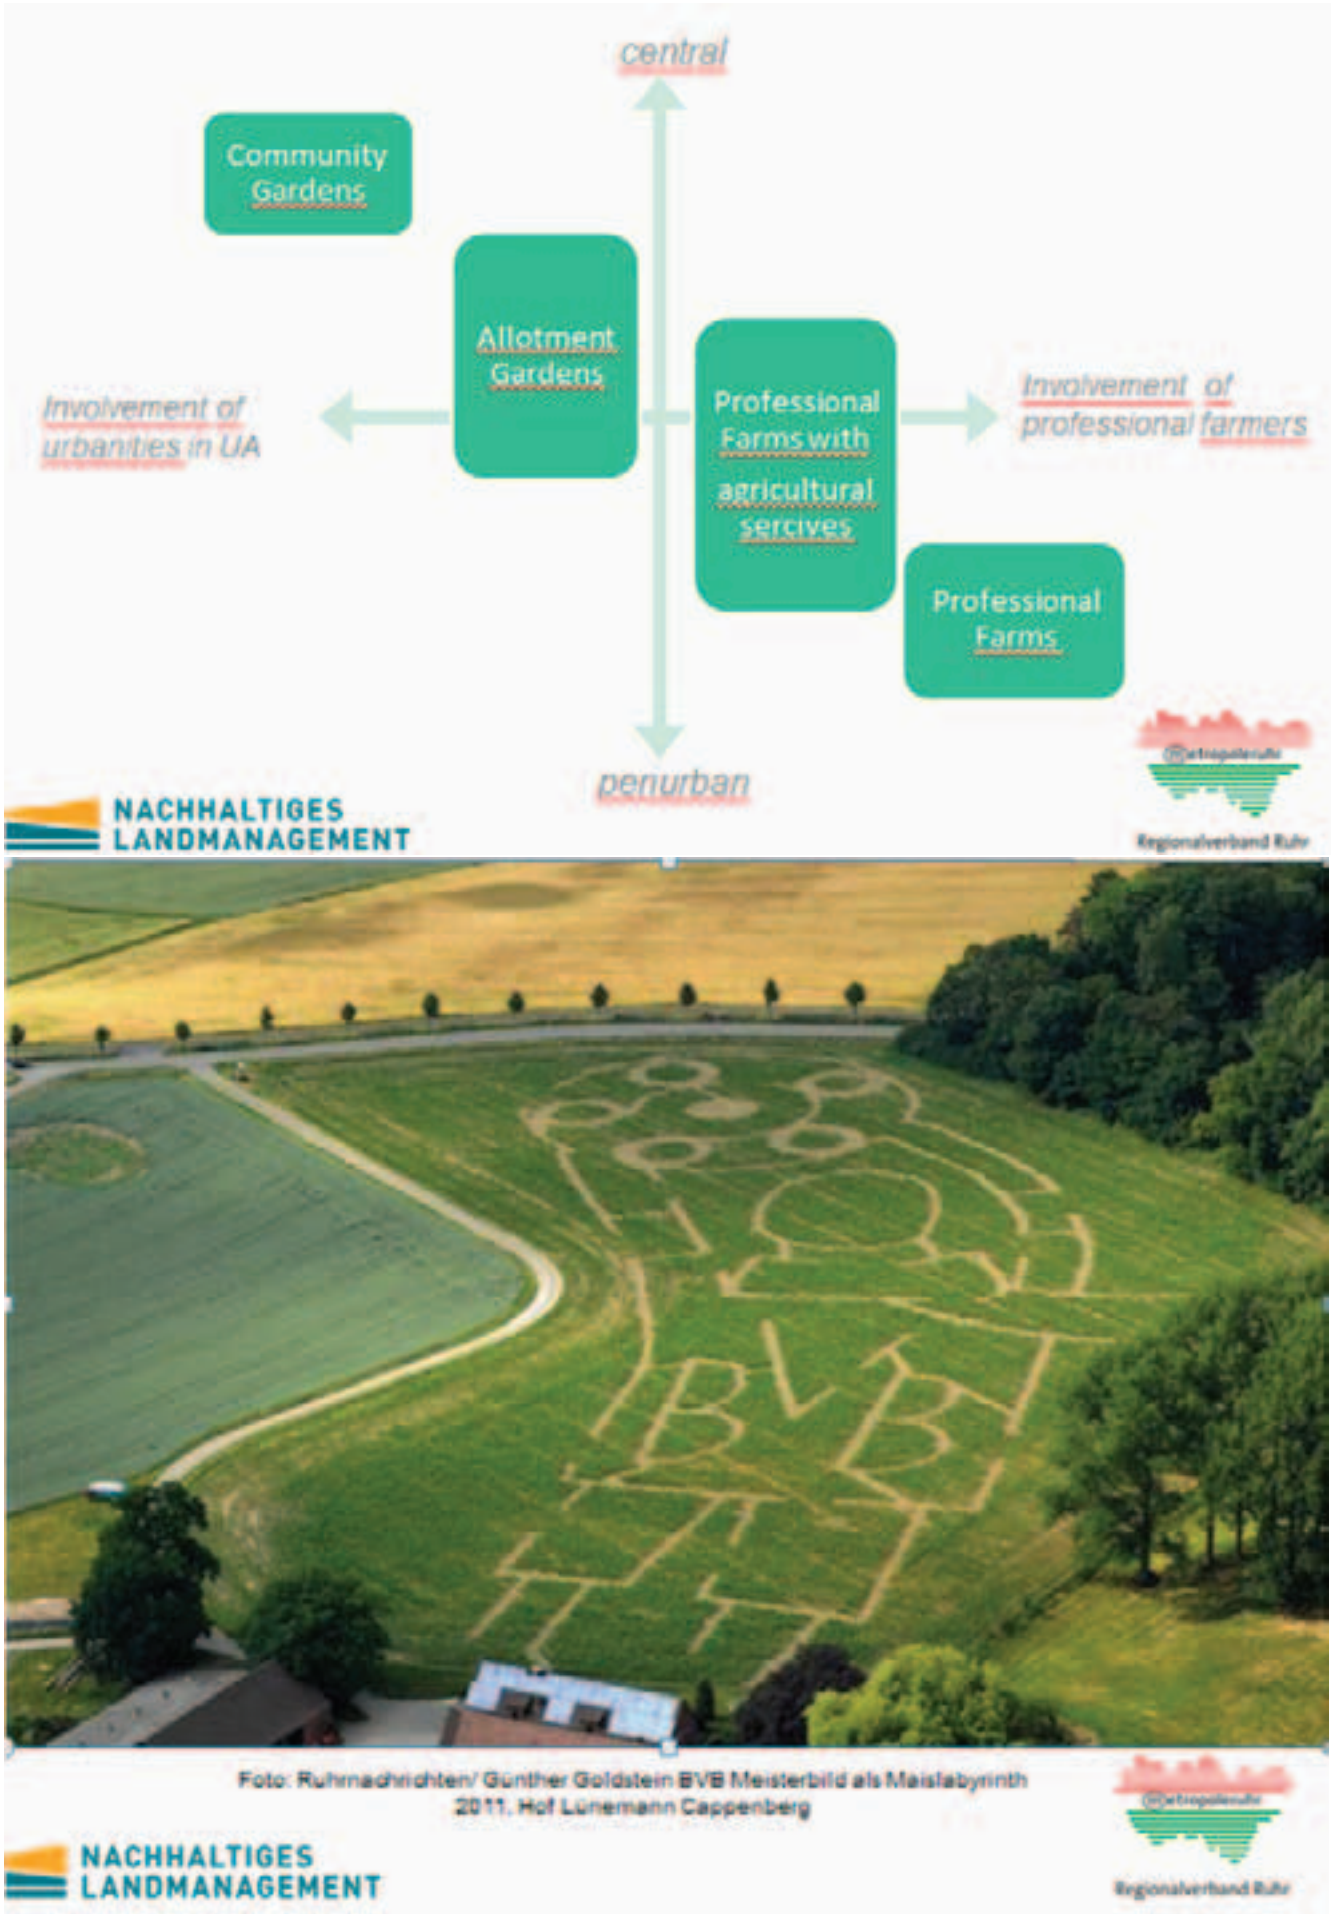 central
Community
Gardens
Allotment
Gardens
Professional
Farms with
agricultural
sercives
Involvement of
urbanities in UA
Involvement of
professional farmers
Professional
Farms
periurban
NACHHALTIGES
LANDMANAGEMENT
metropoleruhr
Regionalverband Ruhr
BVB
Foto: Ruhrnachrichten/ Günther Goldstein BVB Meisterbild als Maislabyrinth
2011. Hof Lünemann Cappenberg
NACHHALTIGES
LANDMANAGEMENT
metropoleruhr
Regionalverband Ruhr